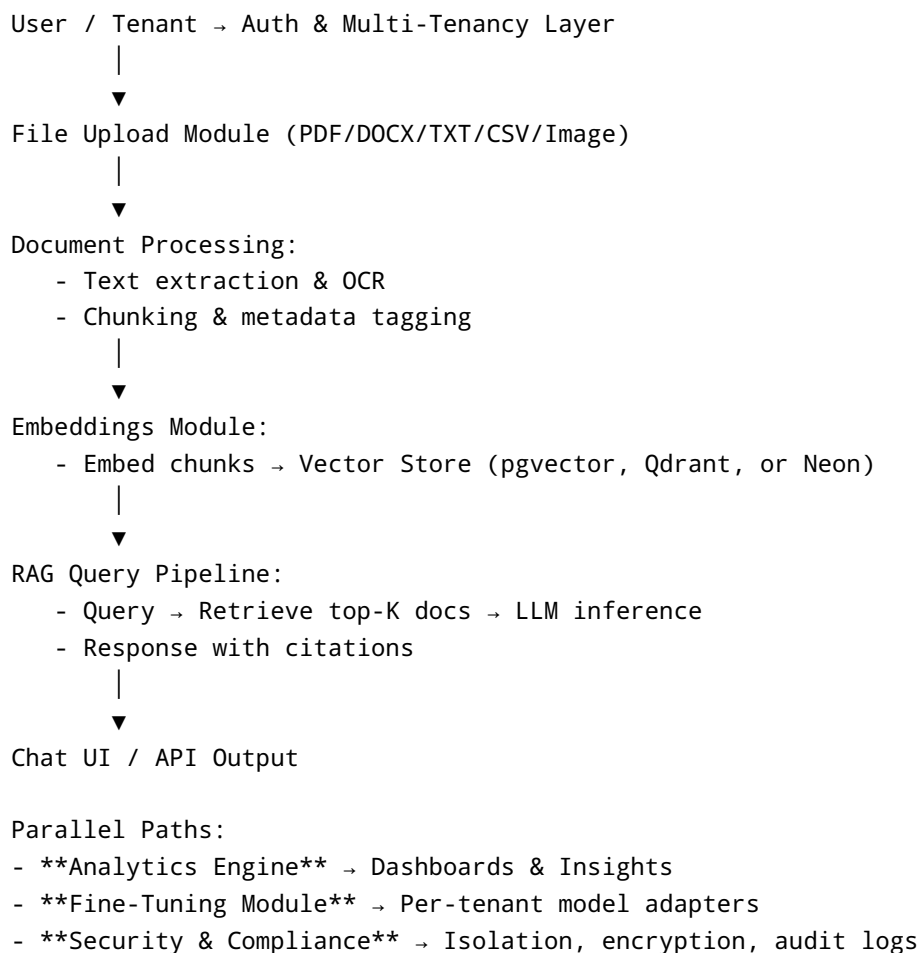 User / Tenant → Auth & Multi-Tenancy Layer
│
▼
File Upload Module (PDF/DOCX/TXT/CSV/Image)
│
▼
Document Processing:
- Text extraction & OCR
- Chunking & metadata tagging
│
▼
Embeddings Module:
- Embed chunks → Vector Store (pgvector, Qdrant, or Neon)
│
▼
RAG Query Pipeline:
- Query → Retrieve top-K docs → LLM inference
- Response with citations
│
▼
Chat UI / API Output
Parallel Paths:
- **Analytics Engine** → Dashboards & Insights
- **Fine-Tuning Module** → Per-tenant model adapters
- **Security & Compliance** → Isolation, encryption, audit logs